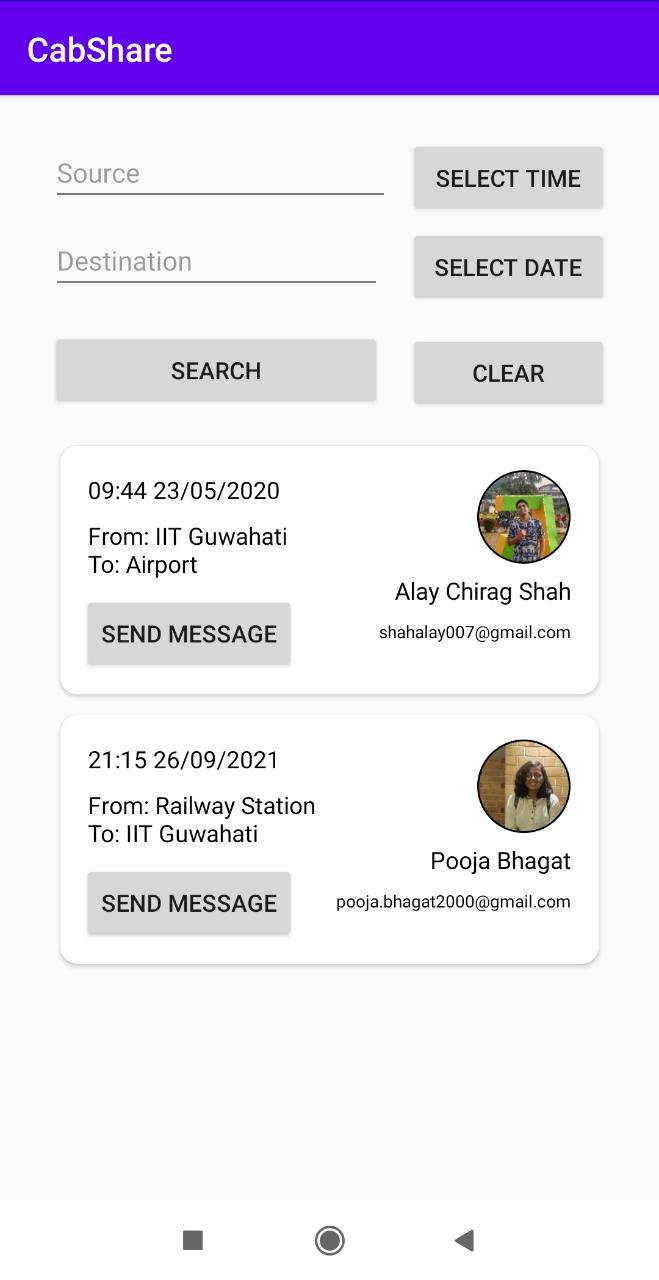 CabShare
Source
SELECT TIME
Destination
SELECT DATE
SEARCH
CLEAR
09:44 23/05/2020
From: IIT Guwahati
To: Airport
Alay Chirag Shah
SEND MESSAGE
shahalay007@gmail.com
21:15 26/09/2021
From: Railway Station
To: IIT Guwahati
Pooja Bhagat
SEND MESSAGE
pooja.bhagat2000@gmail.com